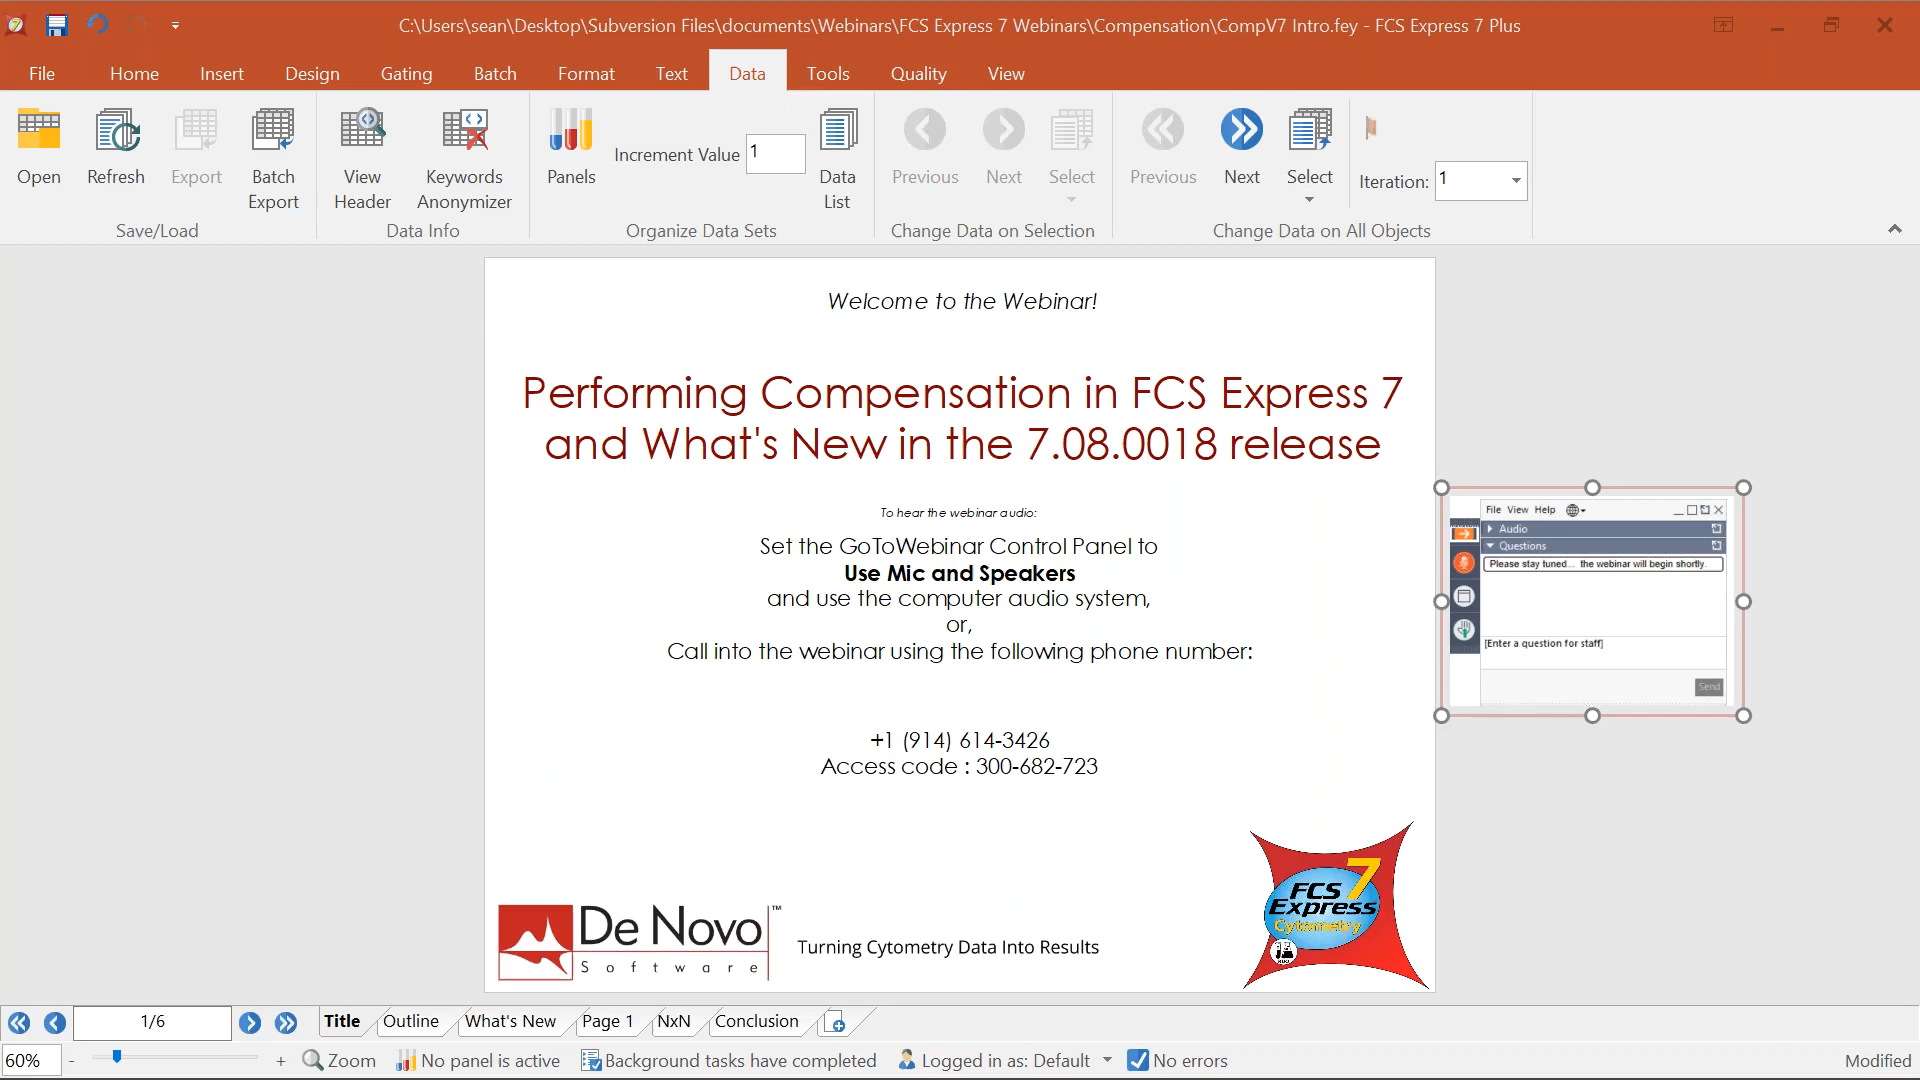 C:\Users\sean\Desktop\Subversion Files\documents\Webinars\FCS Express 7 Webinars\Compensation\CompV7 Intro.fey - FCS Express 7 Plus
File Home Insert Design Gating Batch Format Text Data Tools Quality View
Open Refresh Export Batch Export
Save/Load
View Header Keywords Anonymizer
Data Info
Panels Increment Value 1 Data List
Organize Data Sets
Previous Next Select
Change Data on Selection
Previous Next Select Iteration: 1
Change Data on All Objects
Welcome to the Webinar!
Performing Compensation in FCS Express 7
and What's New in the 7.08.0018 release
To hear the webinar audio:
Set the GoToWebinar Control Panel to
Use Mic and Speakers
and use the computer audio system,
or,
Call into the webinar using the following phone number:
+1 (914) 614-3426
Access code : 300-682-723
File View Help
Audio
Questions
Please stay tuned... the webinar will begin shortly.
[Enter a question for staff]
Send
De Novo™
Software
Turning Cytometry Data Into Results
FCS 7
Express
Cytometry
1/6 Title Outline What's New Page 1 NxN Conclusion
60% - + Zoom No panel is active Background tasks have completed Logged in as: Default No errors Modified